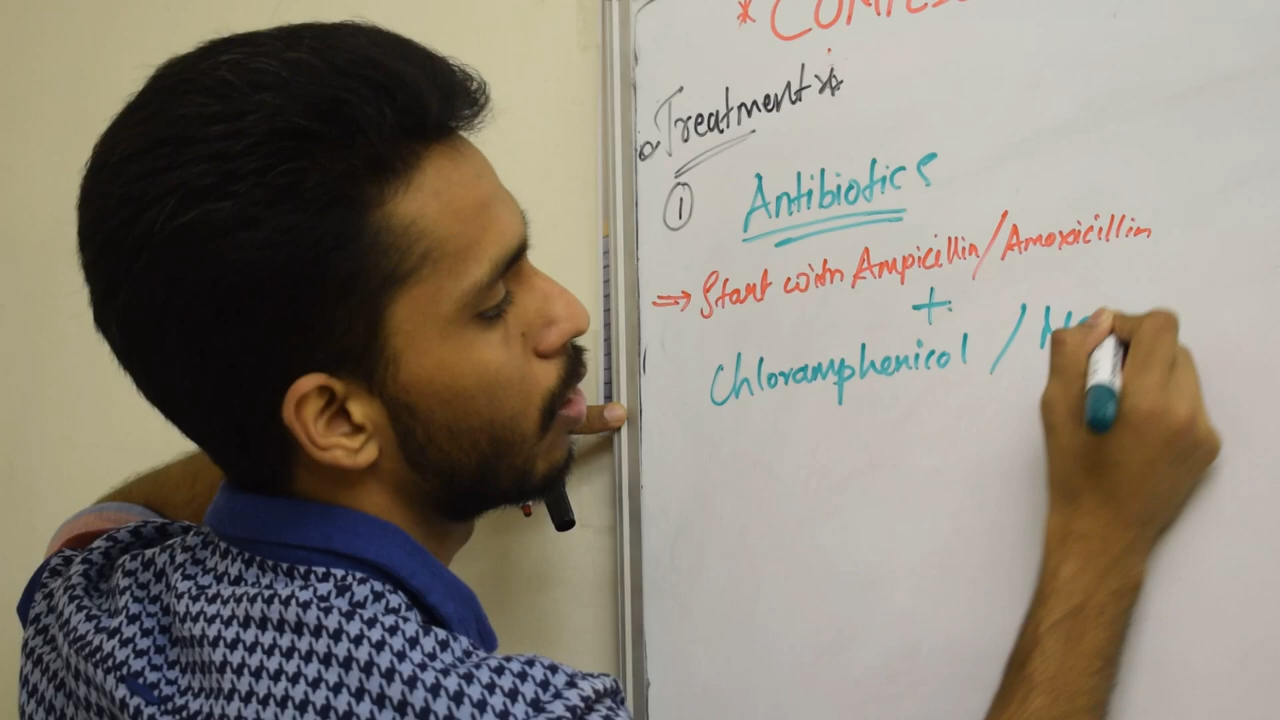 Treatment
① Antibiotics
⇒ Start with Ampicillin/Amoxicillin
+
Chloramphenicol /